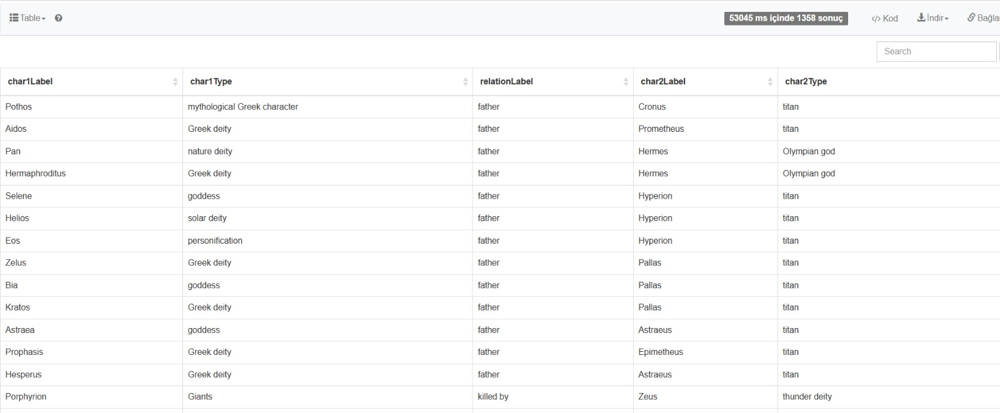 Table
53045 ms içinde 1358 sonuç
</> Kod
İndir
Bağla
Search
char1Label char1Type relationLabel char2Label char2Type
Pothos mythological Greek character father Cronus titan
Aidos Greek deity father Prometheus titan
Pan nature deity father Hermes Olympian god
Hermaphroditus Greek deity father Hermes Olympian god
Selene goddess father Hyperion titan
Helios solar deity father Hyperion titan
Eos personification father Hyperion titan
Zelus Greek deity father Pallas titan
Bia goddess father Pallas titan
Kratos Greek deity father Pallas titan
Astraea goddess father Astraeus titan
Prophasis Greek deity father Epimetheus titan
Hesperus Greek deity father Astraeus titan
Porphyrion Giants killed by Zeus thunder deity